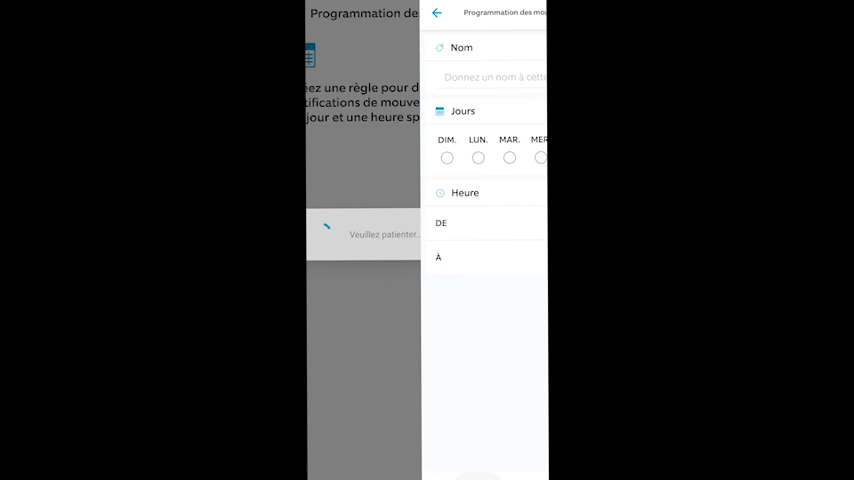 Programmation de
ez une règle pour d
tifications de mouve
jour et une heure sp
Veuillez patienter...
Programmation des mou
Nom
Donnez un nom à cette
Jours
DIM. LUN. MAR. MER
Heure
DE
À